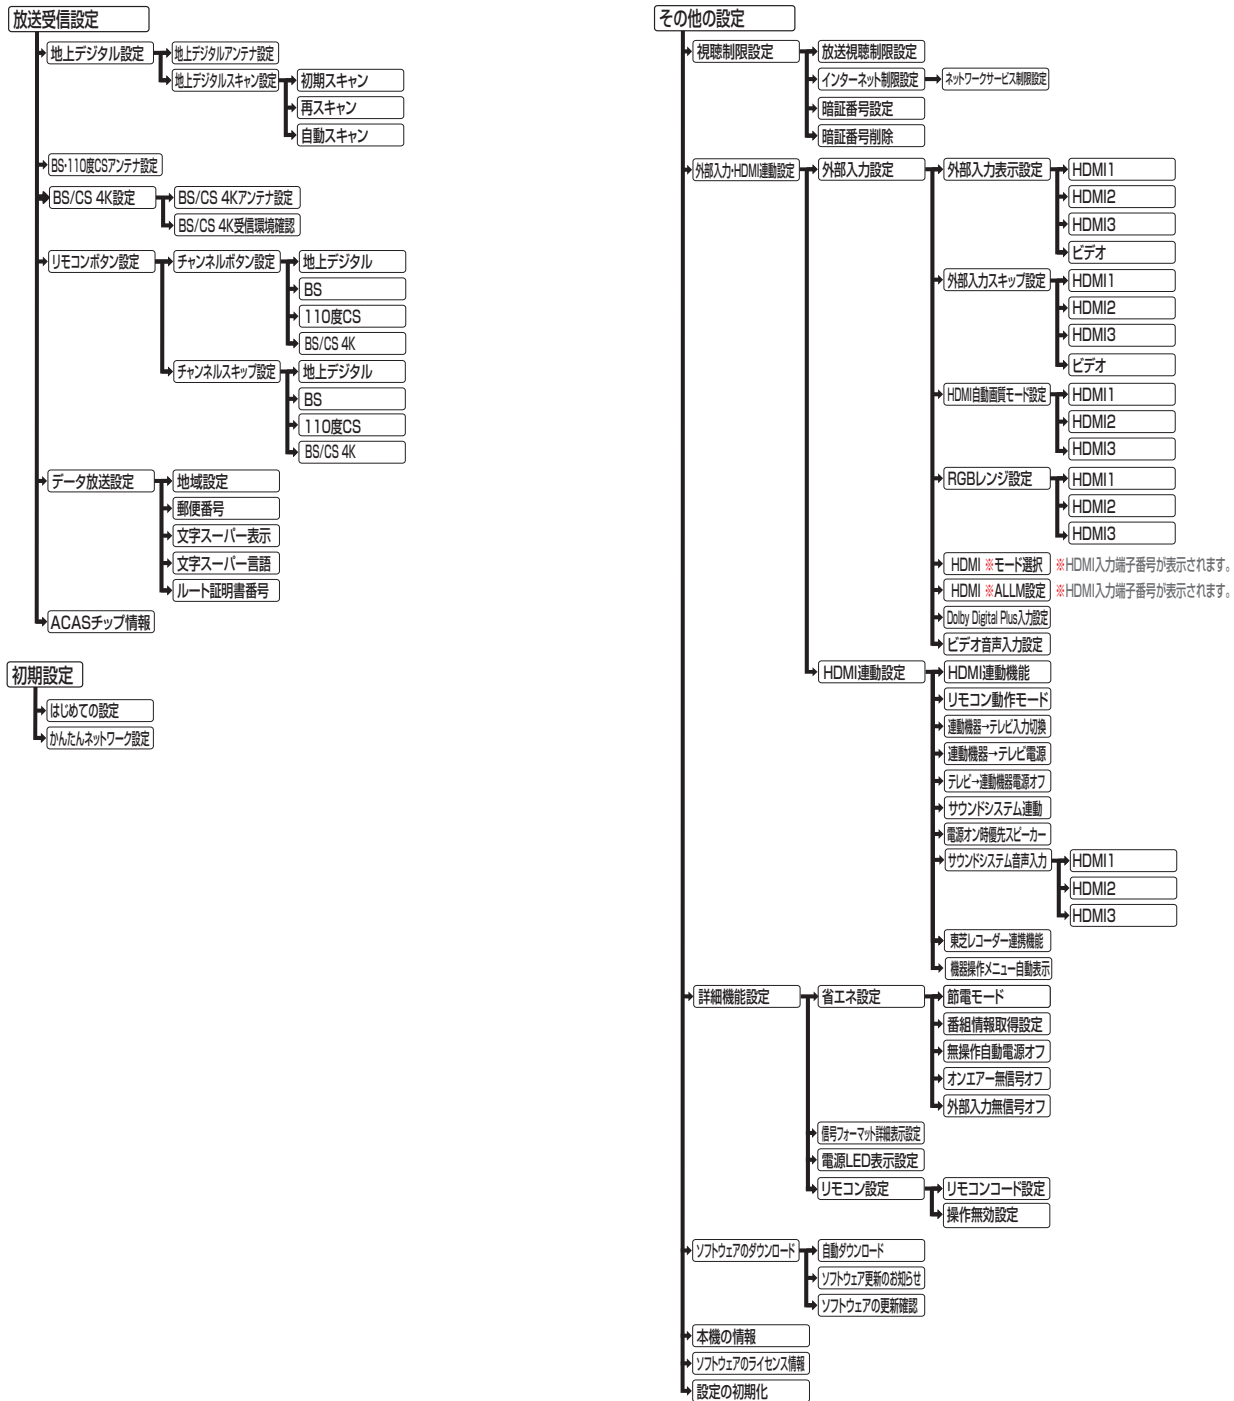 放送受信設定
地上デジタル設定
地上デジタルアンテナ設定
地上デジタルスキャン設定
初期スキャン
再スキャン
自動スキャン
BS・110度CSアンテナ設定
BS/CS 4K設定
BS/CS 4Kアンテナ設定
BS/CS 4K受信環境確認
リモコンボタン設定
チャンネルボタン設定
地上デジタル
BS
110度CS
BS/CS 4K
チャンネルスキップ設定
地上デジタル
BS
110度CS
BS/CS 4K
データ放送設定
地域設定
郵便番号
文字スーパー表示
文字スーパー言語
ルート証明書番号
ACASチップ情報
初期設定
はじめての設定
かんたんネットワーク設定
その他の設定
視聴制限設定
放送視聴制限設定
インターネット制限設定
ネットワークサービス制限設定
暗証番号設定
暗証番号削除
外部入力・HDMI連動設定
外部入力設定
外部入力表示設定
HDMI1
HDMI2
HDMI3
ビデオ
外部入力スキップ設定
HDMI1
HDMI2
HDMI3
ビデオ
HDMI自動画質モード設定
HDMI1
HDMI2
HDMI3
RGBレンジ設定
HDMI1
HDMI2
HDMI3
HDMI ※モード選択 ※HDMI入力端子番号が表示されます。
HDMI ※ALLM設定 ※HDMI入力端子番号が表示されます。
Dolby Digital Plus入力設定
ビデオ音声入力設定
HDMI連動設定
HDMI連動機能
リモコン動作モード
連動機器→テレビ入力切換
連動機器→テレビ電源
テレビ→連動機器電源オフ
サウンドシステム連動
電源オン時優先スピーカー
サウンドシステム音声入力
HDMI1
HDMI2
HDMI3
東芝レコーダー連携機能
機器操作メニュー自動表示
詳細機能設定
省エネ設定
節電モード
番組情報取得設定
無操作自動電源オフ
オンエアー無信号オフ
外部入力無信号オフ
信号フォーマット詳細表示設定
電源LED表示設定
リモコン設定
リモコンコード設定
操作無効設定
ソフトウェアのダウンロード
自動ダウンロード
ソフトウェア更新のお知らせ
ソフトウェアの更新確認
本機の情報
ソフトウェアのライセンス情報
設定の初期化